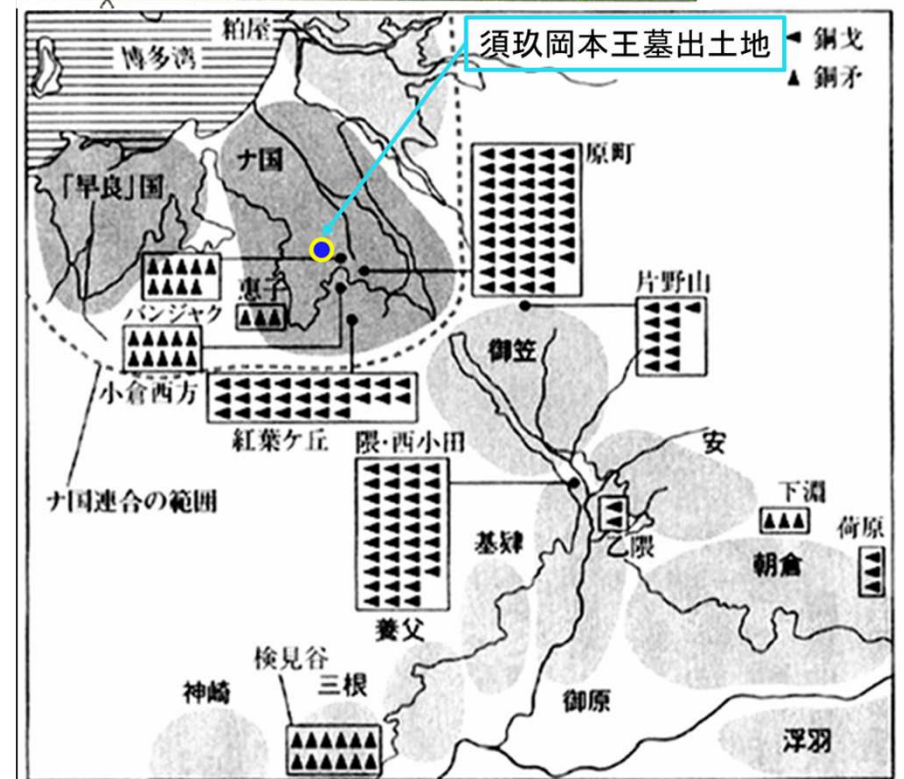 粕屋
博多湾
須玖岡本王墓出土地
銅戈
銅矛
ナ国
「早良」国
原町
恵子
バンジャク
片野山
御笠
小倉西方
紅葉ケ丘
隈・西小田
安
ナ国連合の範囲
下淵
荷原
基肄
乙隈
朝倉
養父
検見谷
三根
神崎
御原
浮羽